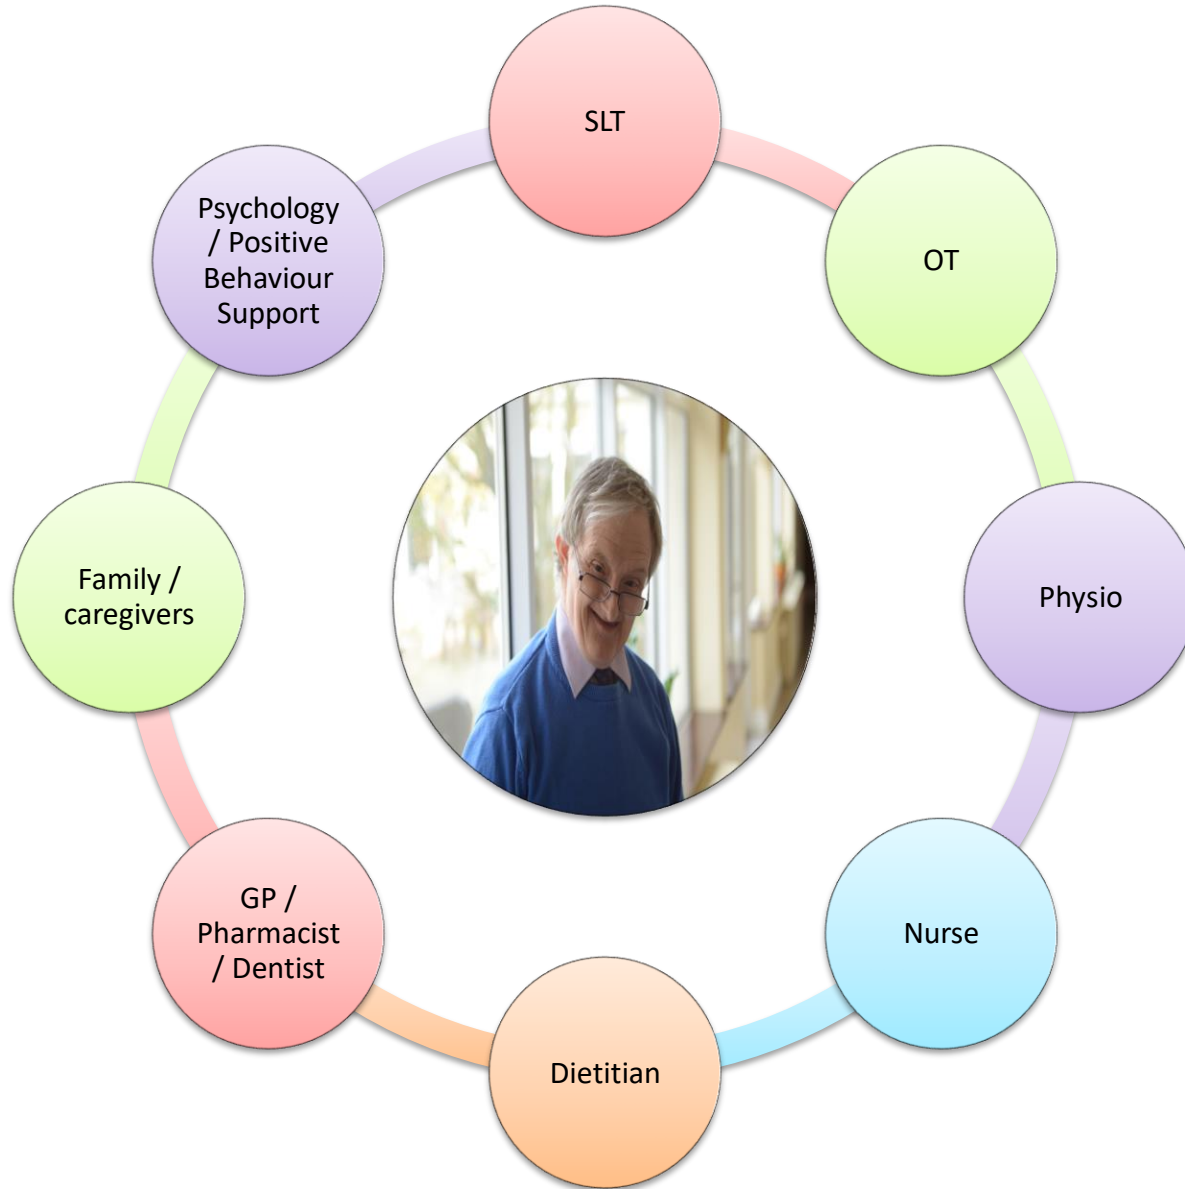 SLT
OT
Physio
Nurse
Dietitian
GP /
Pharmacist
/ Dentist
Family /
caregivers
Psychology
/ Positive
Behaviour
Support